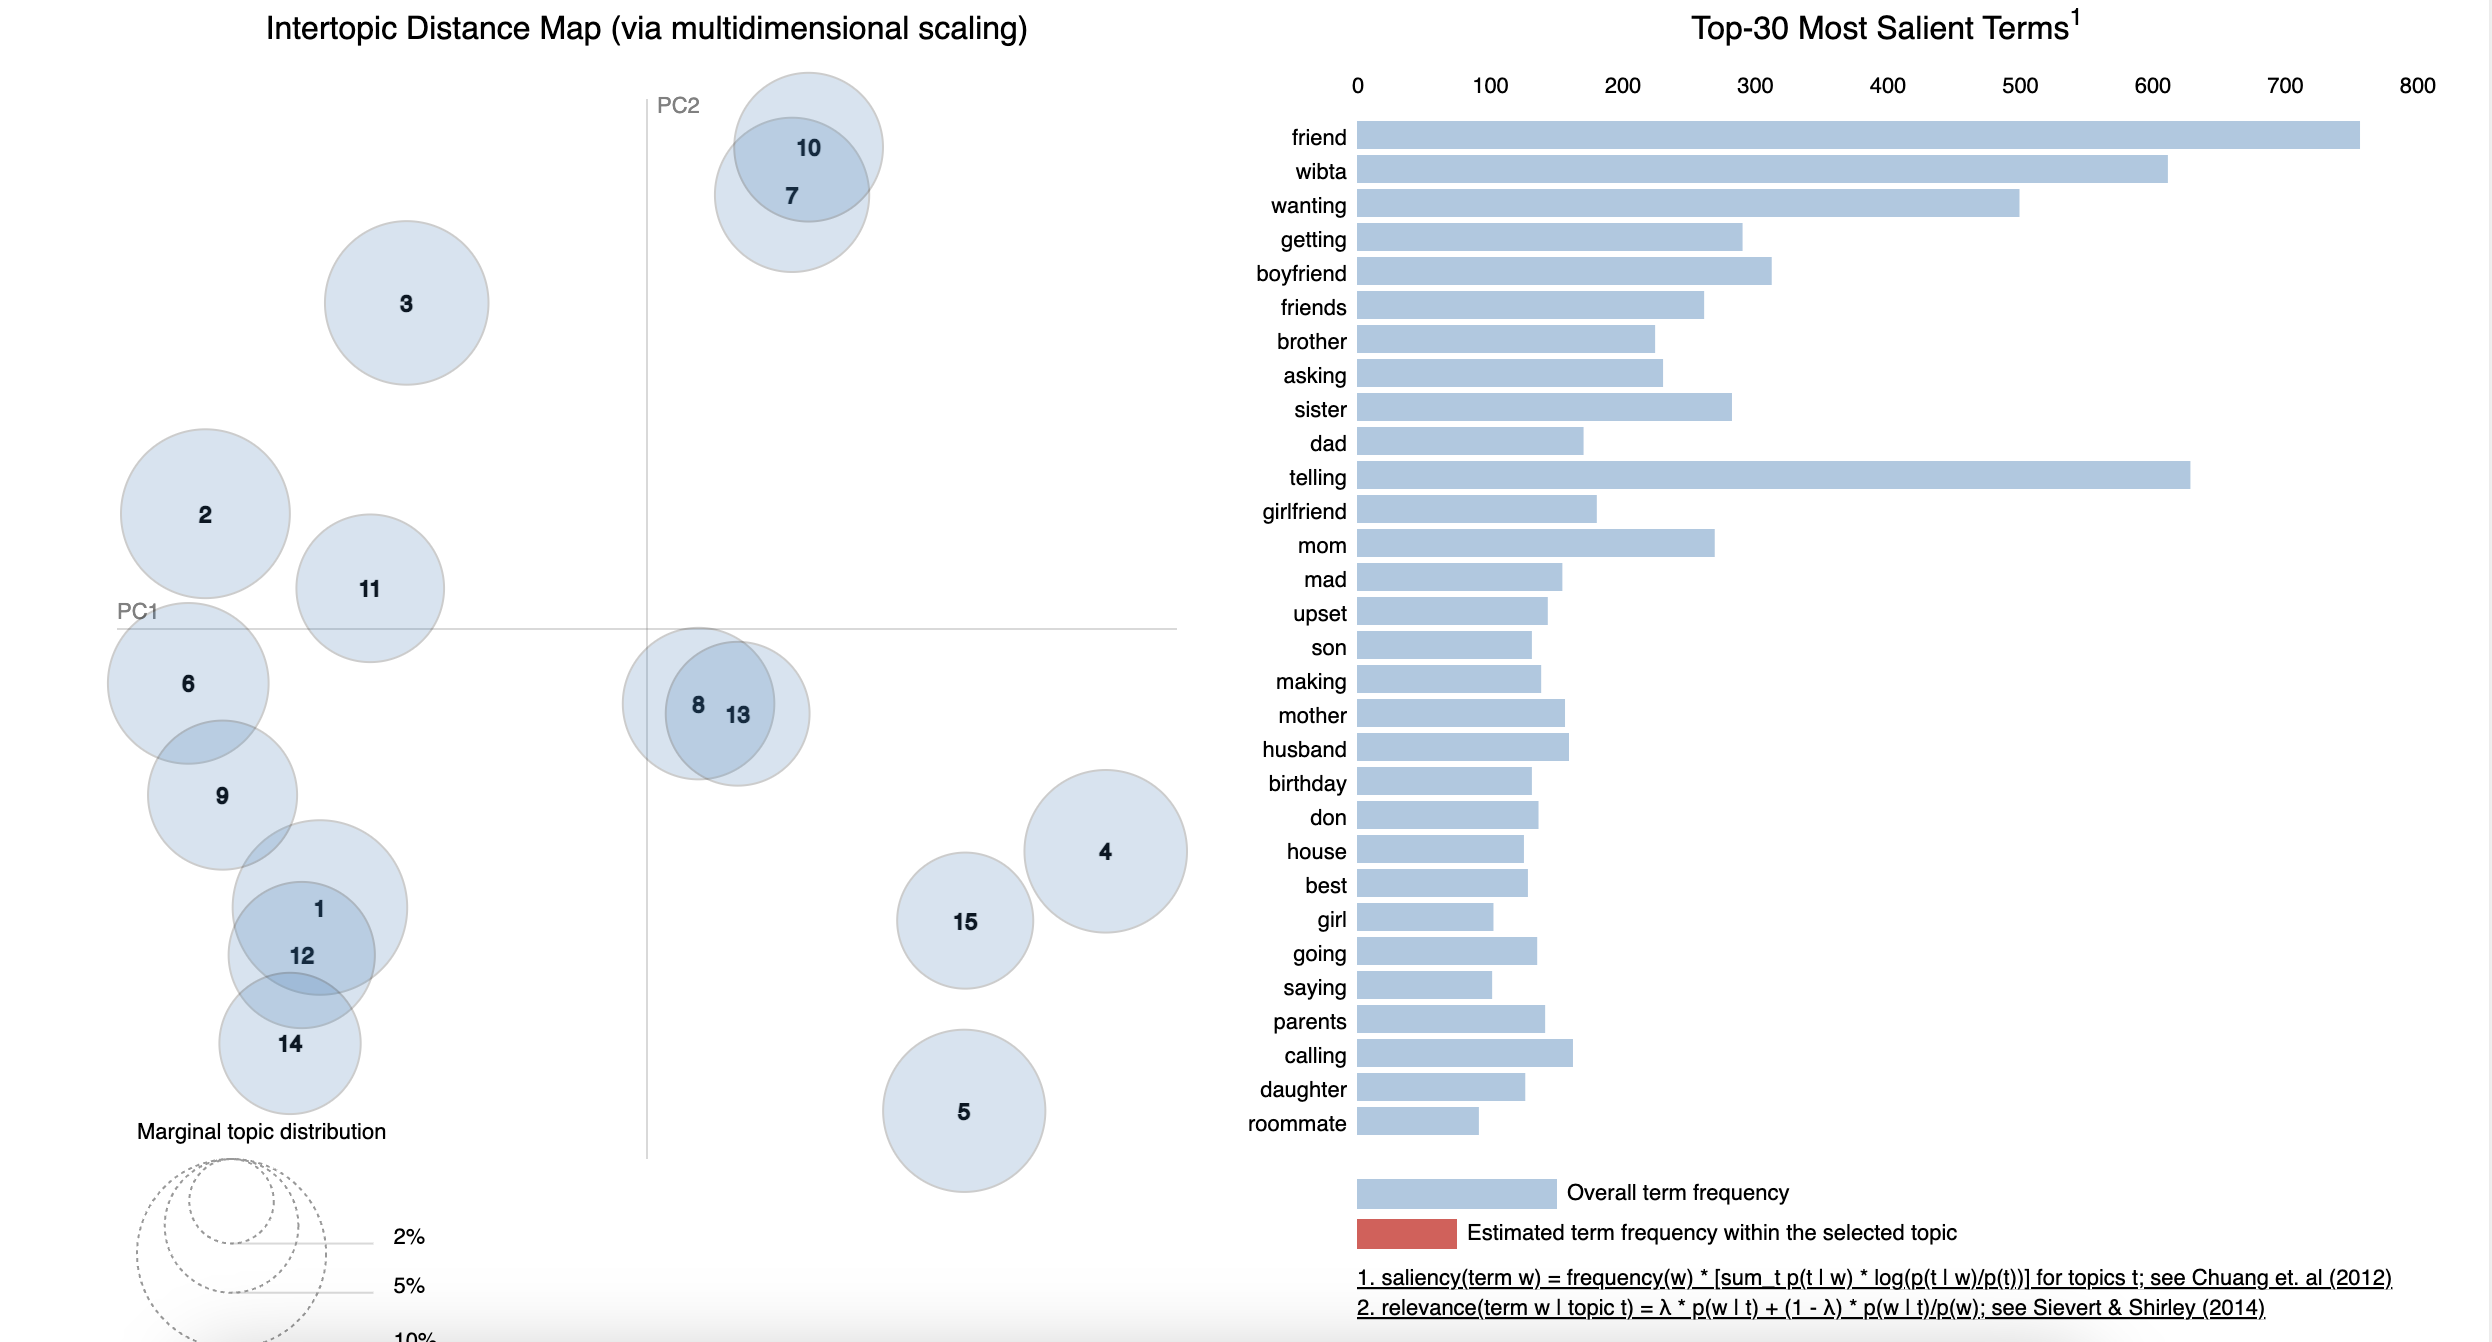 Intertopic Distance Map (via multidimensional scaling)
PC2
10
7
3
2
11
PC1
6
8
13
9
4
1
15
12
14
5
Marginal topic distribution
2%
5%
10%
Top-30 Most Salient Terms1
0 100 200 300 400 500 600 700 800
friend
wibta
wanting
getting
boyfriend
friends
brother
asking
sister
dad
telling
girlfriend
mom
mad
upset
son
making
mother
husband
birthday
don
house
best
girl
going
saying
parents
calling
daughter
roommate
Overall term frequency
Estimated term frequency within the selected topic
1. saliency(term w) = frequency(w) * [sum_t p(t | w) * log(p(t | w)/p(t))] for topics t; see Chuang et. al (2012)
2. relevance(term w | topic t) = λ * p(w | t) + (1 - λ) * p(w | t)/p(w); see Sievert & Shirley (2014)